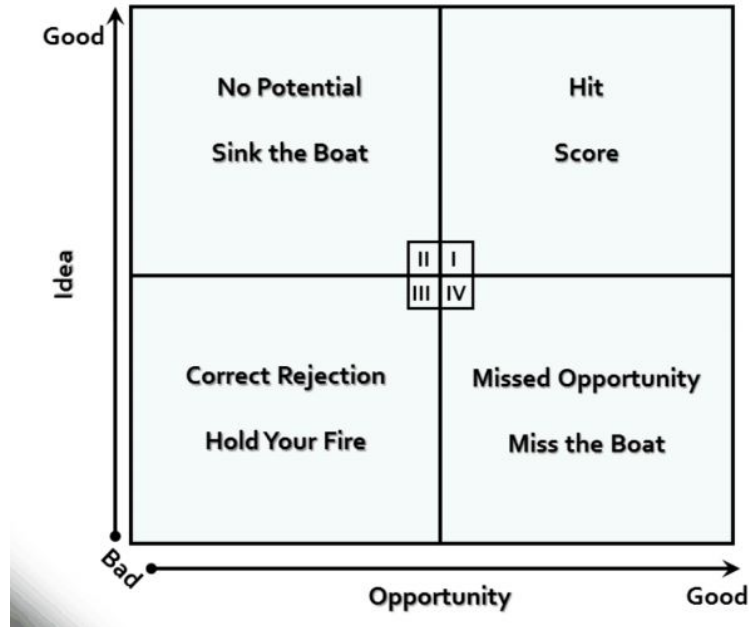 Good
No Potential
Hit
Sink the Boat
Score
Idea
II
I
III
IV
Correct Rejection
Missed Opportunity
Hold Your Fire
Miss the Boat
Bad
Opportunity
Good